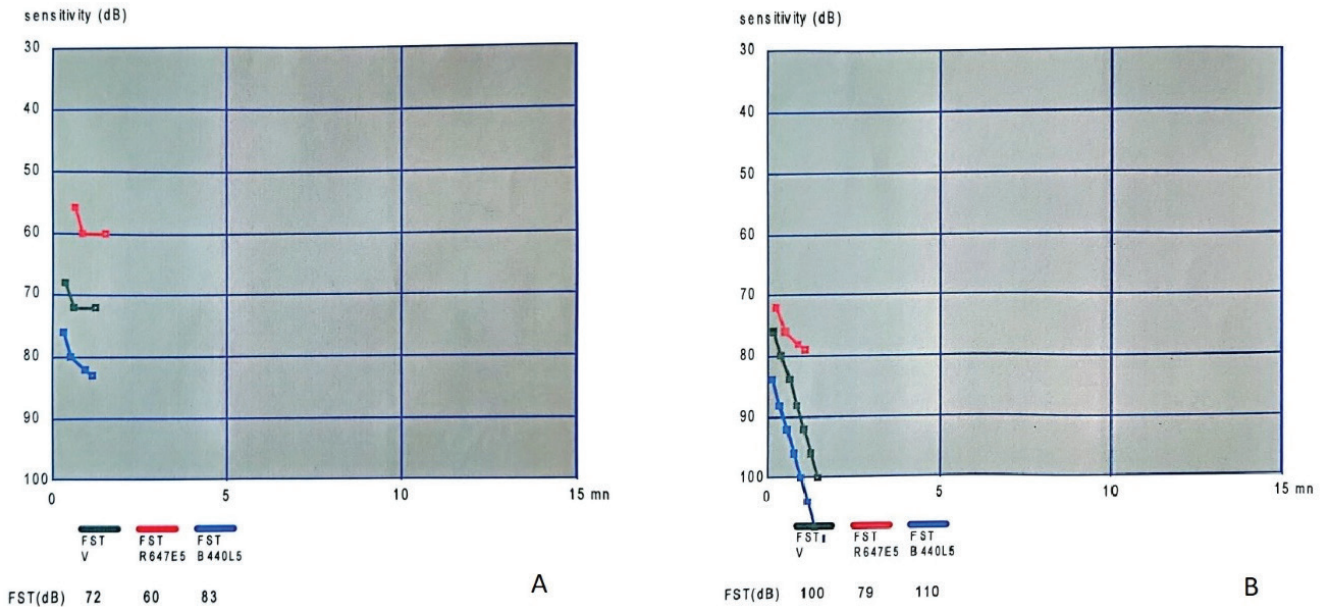 sensitivity (dB)
30
40
50
60
70
80
90
100
0 5 10 15 mn
FST FST FST
V R647E5 B440L5
FST(dB) 72 60 83
A
sensitivity (dB)
30
40
50
60
70
80
90
100
0 5 10 15 mn
FST FST FST
V R647E5 B440L5
FST(dB) 100 79 110
B